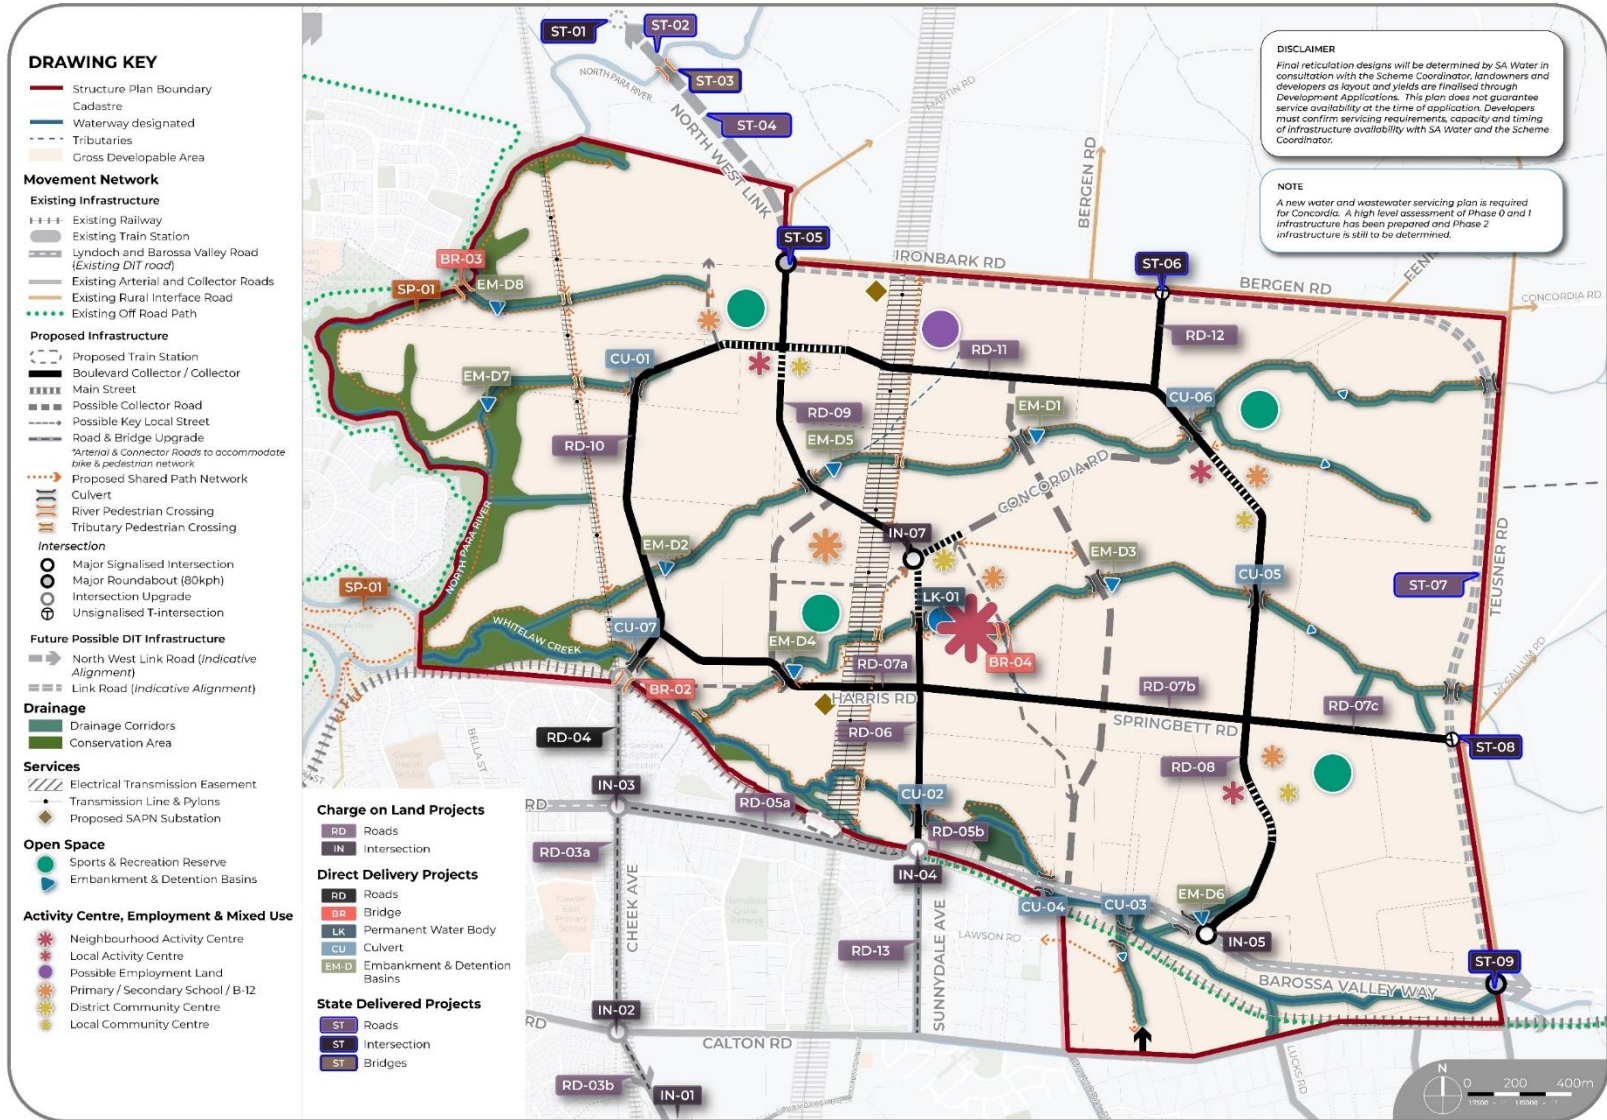 DRAWING KEY
Structure Plan Boundary
Cadastre
Waterway designated
Tributaries
Gross Developable Area
Movement Network
Existing Infrastructure
Existing Railway
Existing Train Station
Lyndoch and Barossa Valley Road
(Existing DIT road)
Existing Arterial and Collector Roads
Existing Rural Interface Road
Existing Off Road Path
Proposed Infrastructure
Proposed Train Station
Boulevard Collector / Collector
Main Street
Possible Collector Road
Possible Key Local Street
Road & Bridge Upgrade
*Arterial & Connector Roads to accommodate
bike & pedestrian network
Proposed Shared Path Network
Culvert
River Pedestrian Crossing
Tributary Pedestrian Crossing
Intersection
Major Signalised Intersection
Major Roundabout (80kph)
Intersection Upgrade
Unsignalised T-intersection
Future Possible DIT Infrastructure
North West Link Road (Indicative
Alignment)
Link Road (Indicative Alignment)
Drainage
Drainage Corridors
Conservation Area
Services
Electrical Transmission Easement
Transmission Line & Pylons
Proposed SAPN Substation
Open Space
Sports & Recreation Reserve
Embankment & Detention Basins
Activity Centre, Employment & Mixed Use
Neighbourhood Activity Centre
Local Activity Centre
Possible Employment Land
Primary / Secondary School / B-12
District Community Centre
Local Community Centre
Charge on Land Projects
RD Roads
IN Intersection
Direct Delivery Projects
RD Roads
BR Bridge
LK Permanent Water Body
CU Culvert
EM-D Embankment & Detention
Basins
State Delivered Projects
ST Roads
ST Intersection
ST Bridges
DISCLAIMER
Final reticulation designs will be determined by SA Water in
consultation with the Scheme Coordinator, landowners and
developers as layout and yields are finalised through
Development Applications. This plan does not guarantee
service availability at the time of application. Developers
must confirm servicing requirements, capacity and timing
of infrastructure availability with SA Water and the Scheme
Coordinator.
NOTE
A new water and wastewater servicing plan is required
for Concordia. A high level assessment of Phase 0 and 1
infrastructure has been prepared and Phase 2
infrastructure is still to be determined.
ST-01
ST-02
ST-03
NORTH PARA RIVER
MARTIN RD
ST-04
NORTH WEST LINK
BERGEN RD
ST-05
IRONBARK RD
ST-06
BERGEN RD
CONCORDIA RD
BR-03
SP-01
EM-D8
RD-12
RD-11
CU-01
EM-D7
CU-06
RD-09
EM-D1
RD-10
EM-D5
CONCORDIA RD
NORTH PARA RIVER
IN-07
EM-D2
EM-D3
TEUSNER RD
CU-05
ST-07
SP-01
LK-01
WHITELAW CREEK
CU-07
EM-D4
RD-07a
BR-04
MCCALLUM RD
BR-02
HARRIS RD
RD-07b
RD-07c
SPRINGBETT RD
RD-04
BELLA ST
RD-06
ST-08
RD-08
IN-03
RD
RD-05a
CU-02
RD-05b
RD-03a
IN-04
CU-04
CU-03
EM-D6
CHEEK AVE
RD-13
SUNNYDALE AVE
LAWSON RD
IN-05
ST-09
BAROSSA VALLEY WAY
IN-02
RD
CALTON RD
LUCKS RD
RD-03b
IN-01
N
0 200 400m